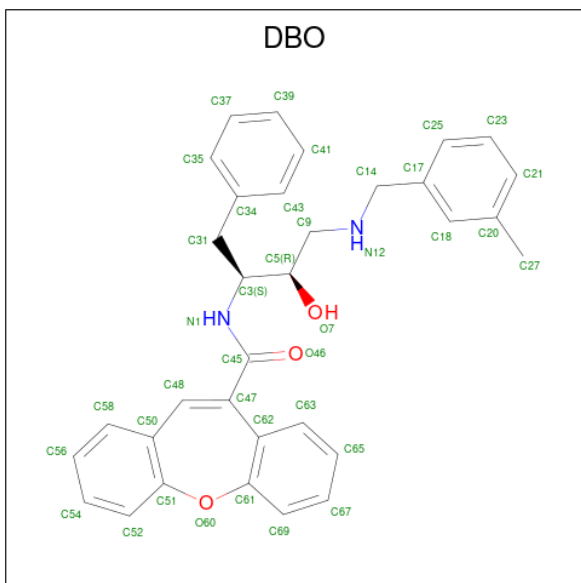 DBO
C37 C39
C35 C41 C25 C23
C14 C17 C21
C34 C43 C9
C31 NH N12 C18 C20
C5(R) C27
C3(S) OH
N1 HN O7
C45 O O46
C48 C47
C58 C50 C62 C63
C56 C65
C54 C51 O C61 C67
C52 O60 C69